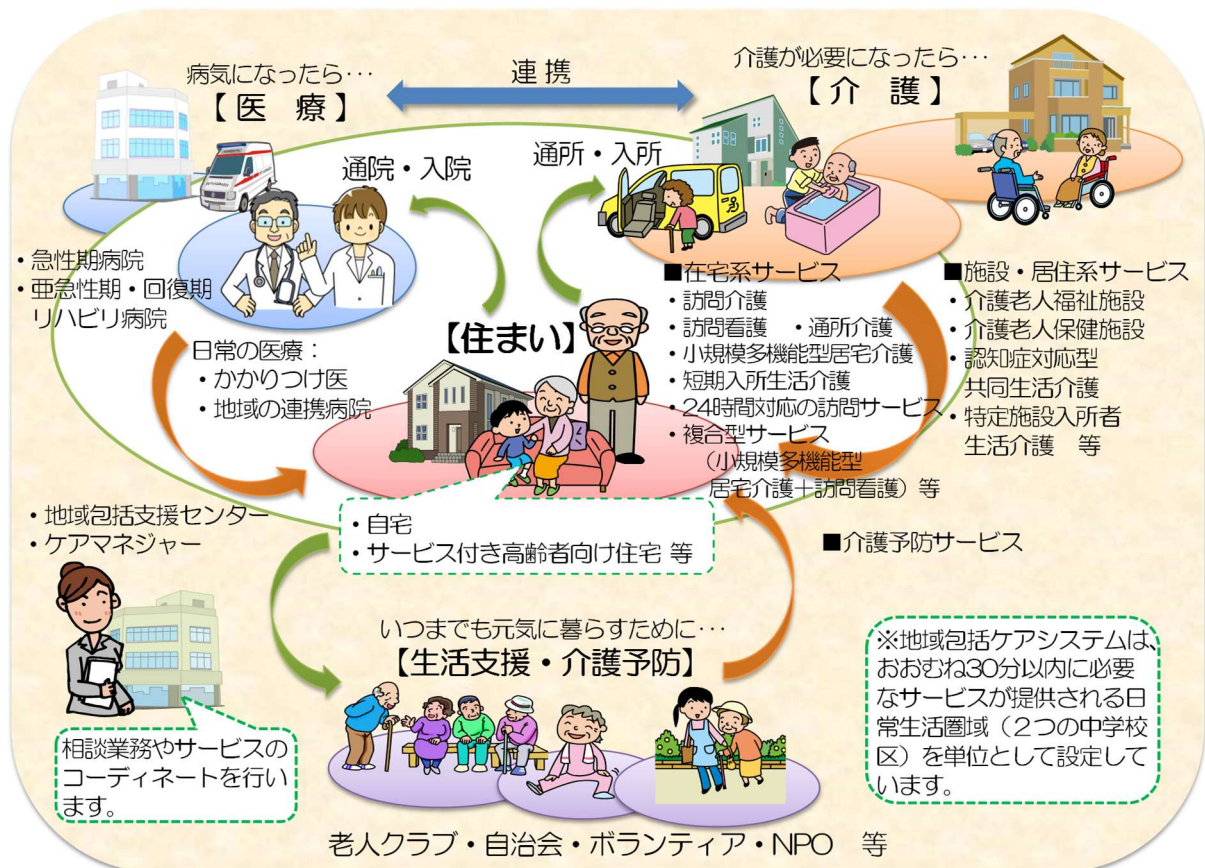 病気になったら…
【医 療】
連 携
介護が必要になったら…
【介 護】
通院・入院
通所・入所
・急性期病院
・亜急性期・回復期
リハビリ病院
日常の医療：
・かかりつけ医
・地域の連携病院
【住まい】
■在宅系サービス
・訪問介護
・訪問看護 ・通所介護
・小規模多機能型居宅介護
・短期入所生活介護
・24時間対応の訪問サービス
・複合型サービス
（小規模多機能型
居宅介護＋訪問看護）等
■施設・居住系サービス
・介護老人福祉施設
・介護老人保健施設
・認知症対応型
共同生活介護
・特定施設入所者
生活介護 等
・自宅
・サービス付き高齢者向け住宅 等
・地域包括支援センター
・ケアマネジャー
■介護予防サービス
相談業務やサービスの
コーディネートを行い
ます。
いつまでも元気に暮らすために…
【生活支援・介護予防】
※地域包括ケアシステムは、
おおむね30分以内に必要
なサービスが提供される日
常生活圏域（２つの中学校
区）を単位として設定して
います。
老人クラブ・自治会・ボランティア・NPO 等